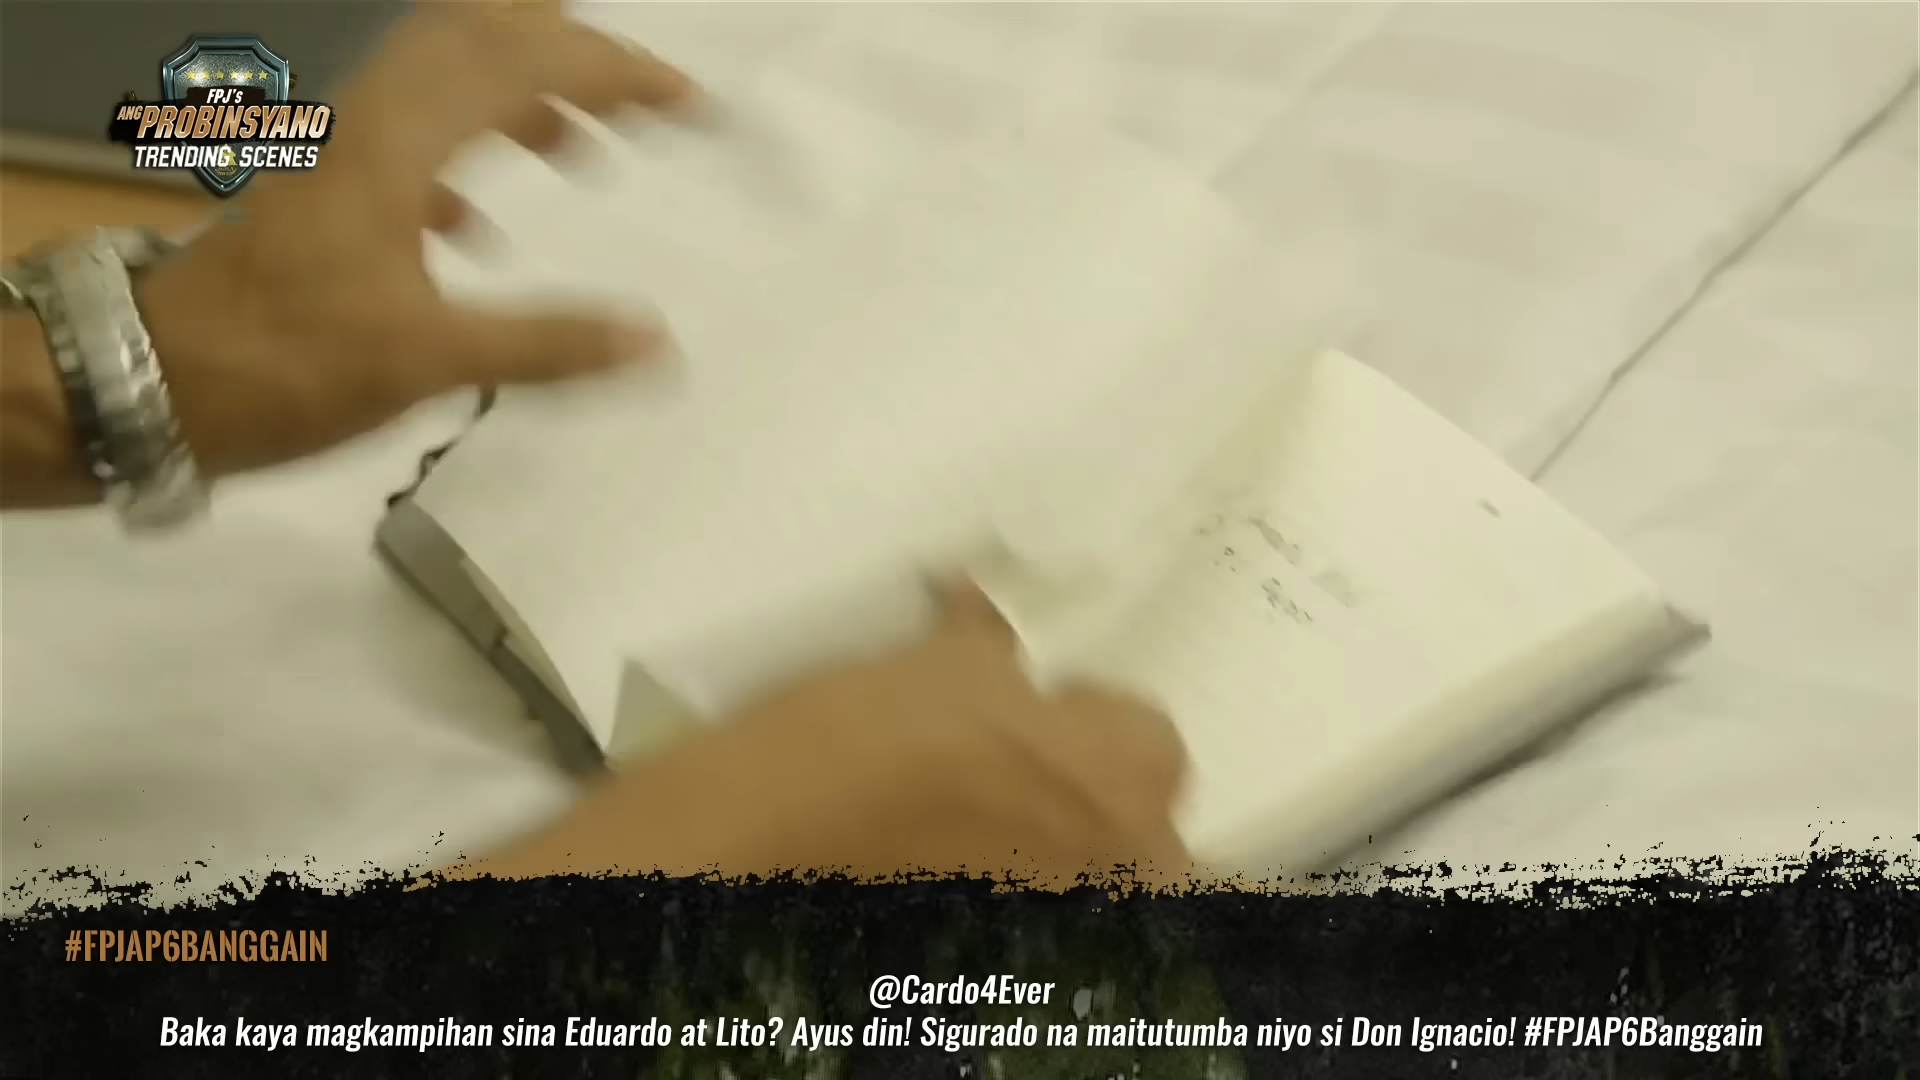 FPJ's
ANG PROBINSYANO
TRENDING SCENES
#FPJAP6BANGGAIN
@Cardo4Ever
Baka kaya magkampihan sina Eduardo at Lito? Ayus din! Sigurado na maitutumba niyo si Don Ignacio! #FPJAP6Banggain